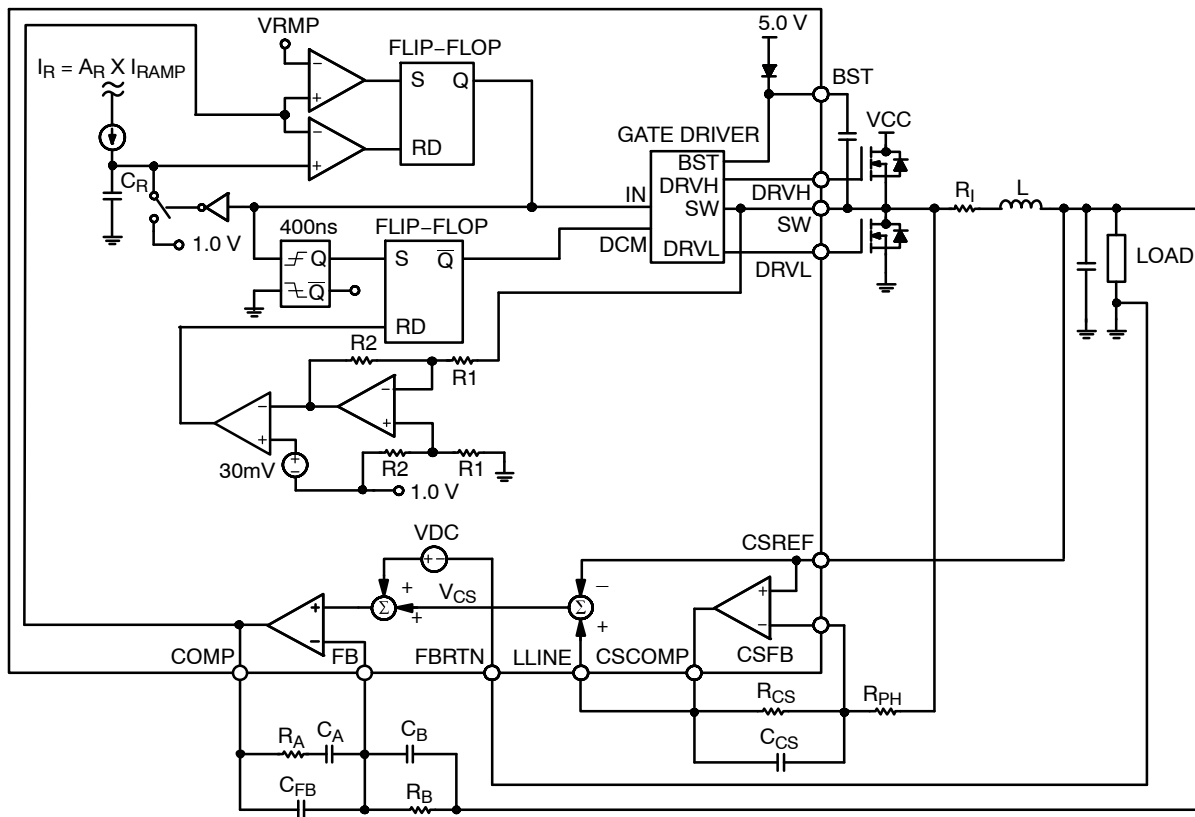 VRMP
5.0 V
FLIP−FLOP
I_R = A_R X I_RAMP
−
+
S
Q
BST
−
+
RD
VCC
GATE DRIVER
BST
C_R
DRVH
DRVH
IN
SW
SW
R_I
L
1.0 V
400ns
FLIP−FLOP
DCM
DRVL
DRVL
LOAD
Q
Q
S
Q
RD
R2
R1
−
+
−
+
30mV
+
−
R2
R1
1.0 V
VDC
+ −
CSREF
+
V_CS
−
Σ
+
Σ
+
+
−
+
−
COMP
FB
FBRTN
LLINE
CSCOMP
CSFB
R_CS
R_PH
R_A
C_A
C_B
C_CS
C_FB
R_B